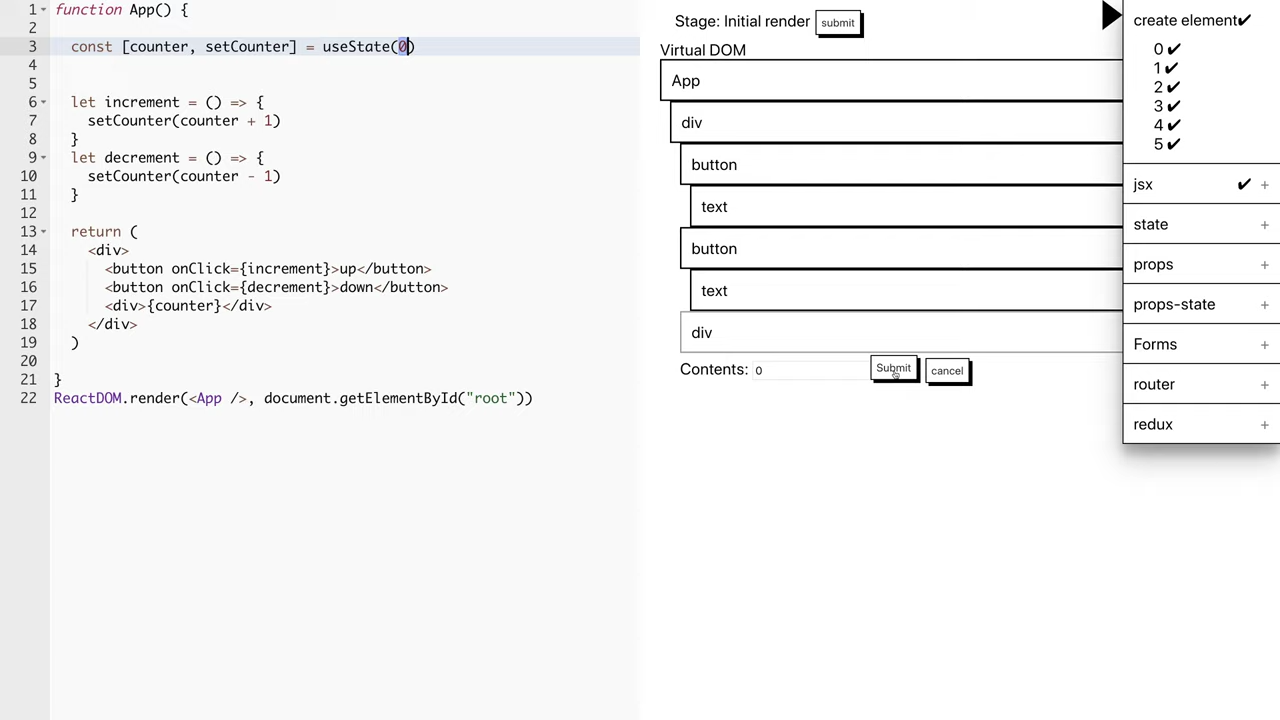 1 function App() {
2
3 const [counter, setCounter] = useState(0)
4
5
6 let increment = () => {
7 setCounter(counter + 1)
8 }
9 let decrement = () => {
10 setCounter(counter - 1)
11 }
12
13 return (
14 <div>
15 <button onClick={increment}>up</button>
16 <button onClick={decrement}>down</button>
17 <div>{counter}</div>
18 </div>
19 )
20
21 }
22 ReactDOM.render(<App />, document.getElementById("root"))
Stage: Initial render submit
Virtual DOM
App
div
button
text
button
text
div
Contents: 0 Submit cancel
create element✔
0 ✔
1 ✔
2 ✔
3 ✔
4 ✔
5 ✔
jsx ✔ +
state +
props +
props-state +
Forms +
router +
redux +